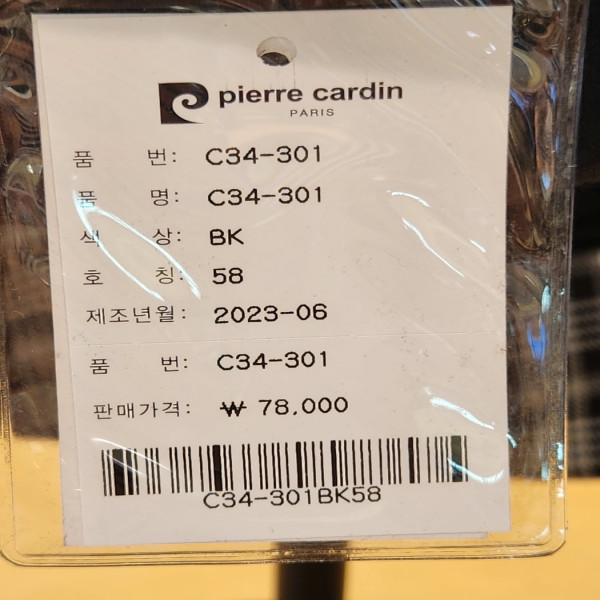 pierre cardin
PARIS
품 번: C34-301
품 명: C34-301
색 상: BK
호 칭: 58
제조년월: 2023-06
품 번: C34-301
판매가격: ₩ 78,000
C34-301BK58